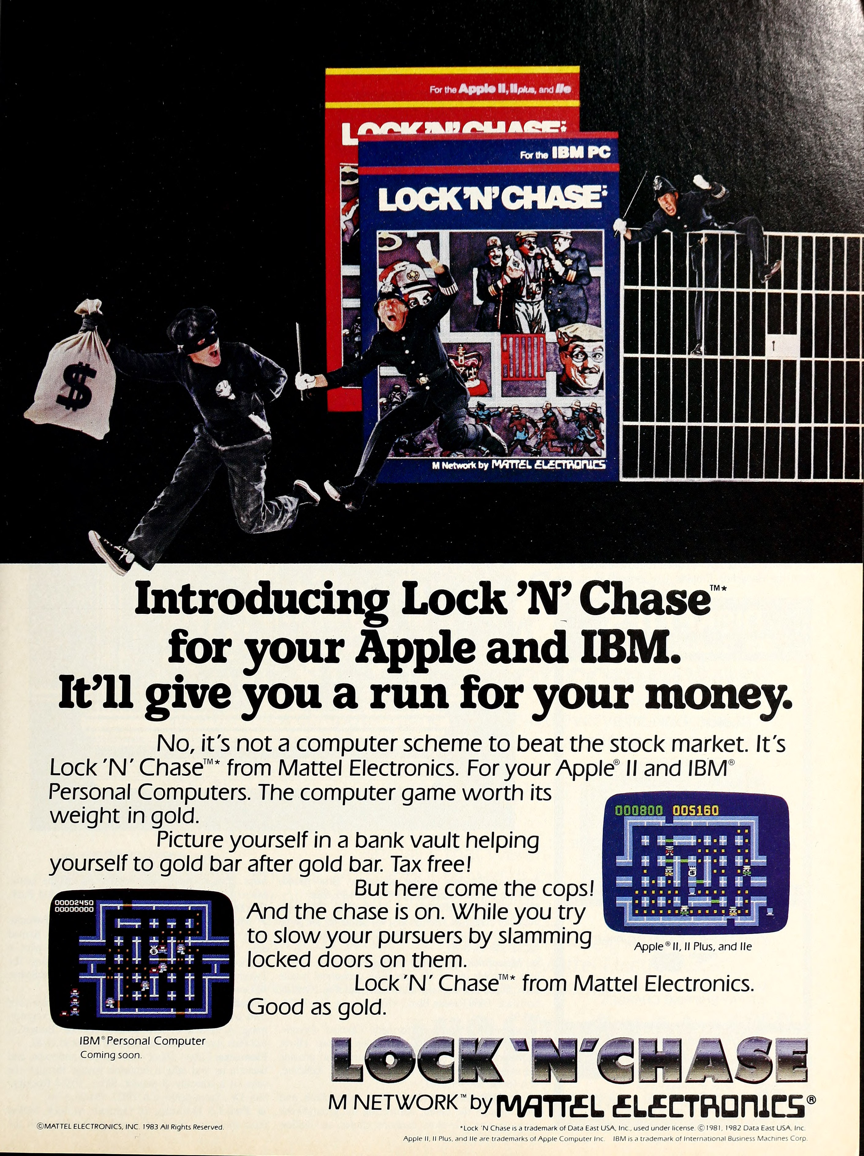 For the Apple II, II plus, and IIe
LOCK 'N' CHASE™
For the IBM PC
LOCK 'N' CHASE™
$
M Network by MATTEL ELECTRONICS
Introducing Lock 'N' Chase™*
for your Apple and IBM.
It'll give you a run for your money.
No, it's not a computer scheme to beat the stock market. It's
Lock 'N' Chase™* from Mattel Electronics. For your Apple® II and IBM®
Personal Computers. The computer game worth its
weight in gold.
Picture yourself in a bank vault helping
yourself to gold bar after gold bar. Tax free!
But here come the cops!
And the chase is on. While you try
to slow your pursuers by slamming
locked doors on them.
Lock 'N' Chase™* from Mattel Electronics.
Good as gold.
000800 005160
Apple® II, II Plus, and IIe
00002450
00000000
IBM® Personal Computer
Coming soon.
LOCK 'N' CHASE
M NETWORK™ by MATTEL ELECTRONICS®
©MATTEL ELECTRONICS, INC. 1983 All Rights Reserved.
*Lock 'N Chase is a trademark of Data East USA, Inc., used under license. ©1981, 1982 Data East USA, Inc.
Apple II, II Plus, and IIe are trademarks of Apple Computer Inc. IBM is a trademark of International Business Machines Corp.